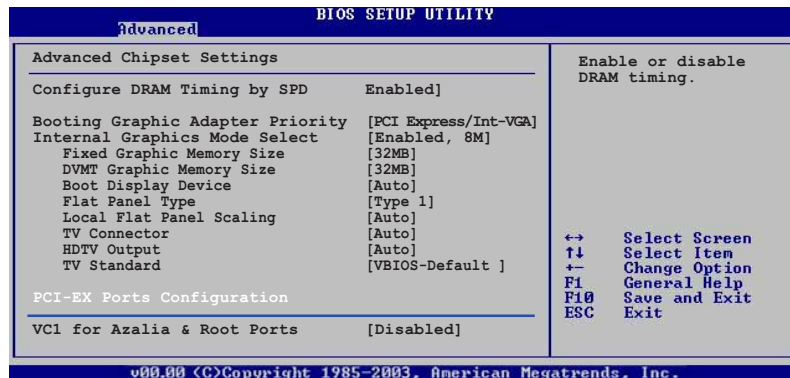 BIOS SETUP UTILITY
Advanced
Advanced Chipset Settings
Configure DRAM Timing by SPD Enabled]
Booting Graphic Adapter Priority [PCI Express/Int-VGA]
Internal Graphics Mode Select [Enabled, 8M]
Fixed Graphic Memory Size [32MB]
DVMT Graphic Memory Size [32MB]
Boot Display Device [Auto]
Flat Panel Type [Type 1]
Local Flat Panel Scaling [Auto]
TV Connector [Auto]
HDTV Output [Auto]
TV Standard [VBIOS-Default ]
PCI-EX Ports Configuration
VC1 for Azalia & Root Ports [Disabled]
Enable or disable
DRAM timing.
←→ Select Screen
↑↓ Select Item
+- Change Option
F1 General Help
F10 Save and Exit
ESC Exit
v00.00 (C)Copyright 1985-2003, American Megatrends, Inc.